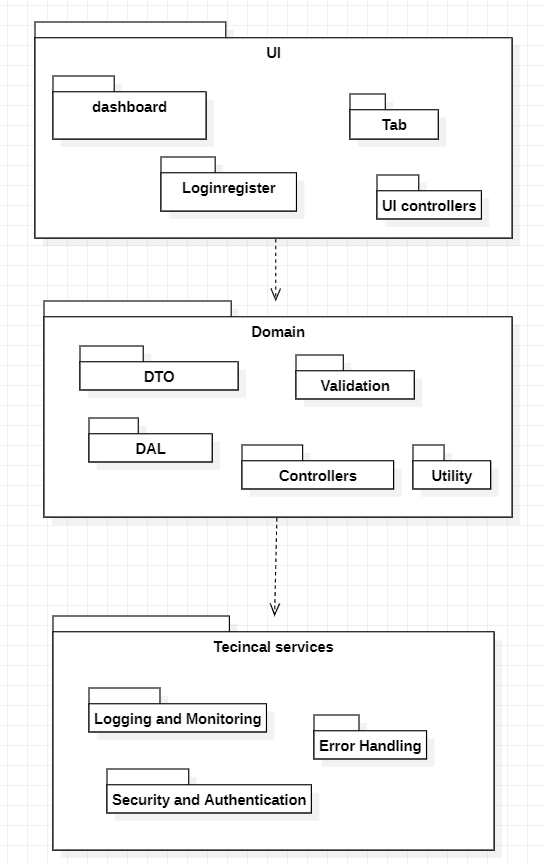 UI
dashboard
Tab
Loginregister
UI controllers
Domain
DTO
Validation
DAL
Controllers
Utility
Tecincal services
Logging and Monitoring
Error Handling
Security and Authentication